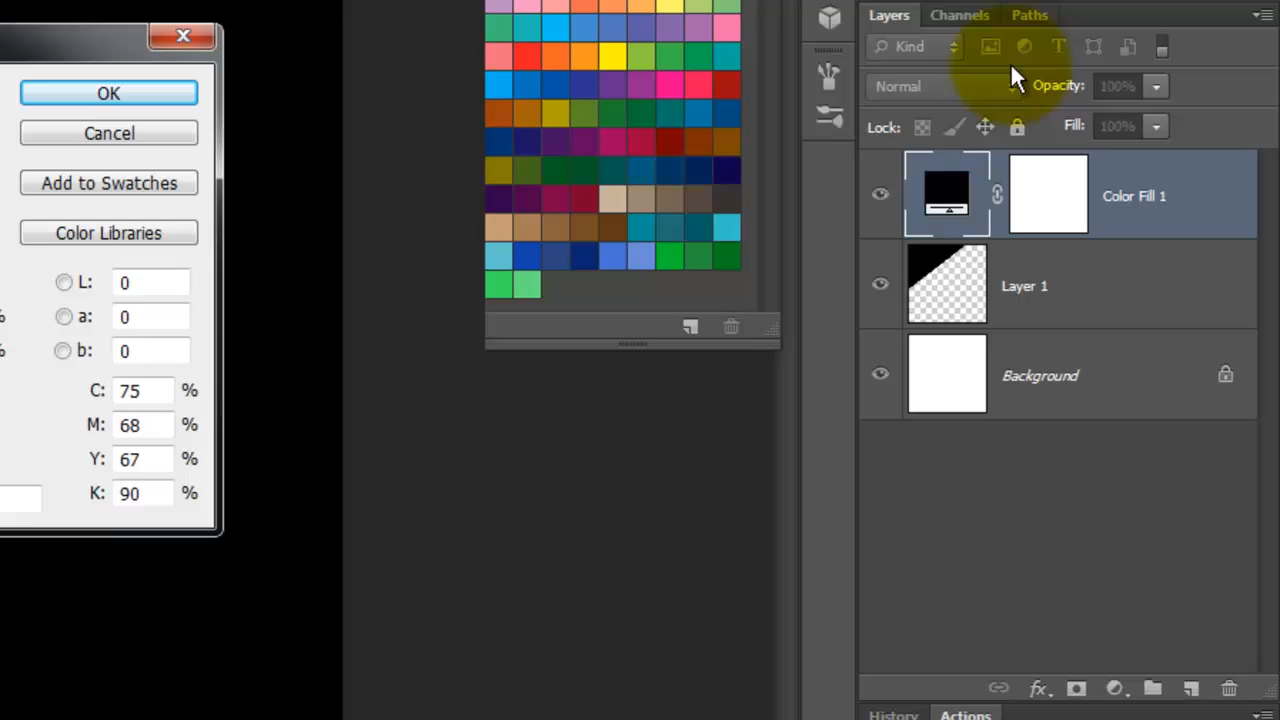 Layers Channels Paths
Kind
Normal Opacity: 100%
Lock: Fill: 100%
OK
Cancel
Add to Swatches
Color Libraries
L: 0
a: 0
% b: 0
C: 75 %
M: 68 %
Y: 67 %
K: 90 %
Color Fill 1
Layer 1
Background
fx
History Actions